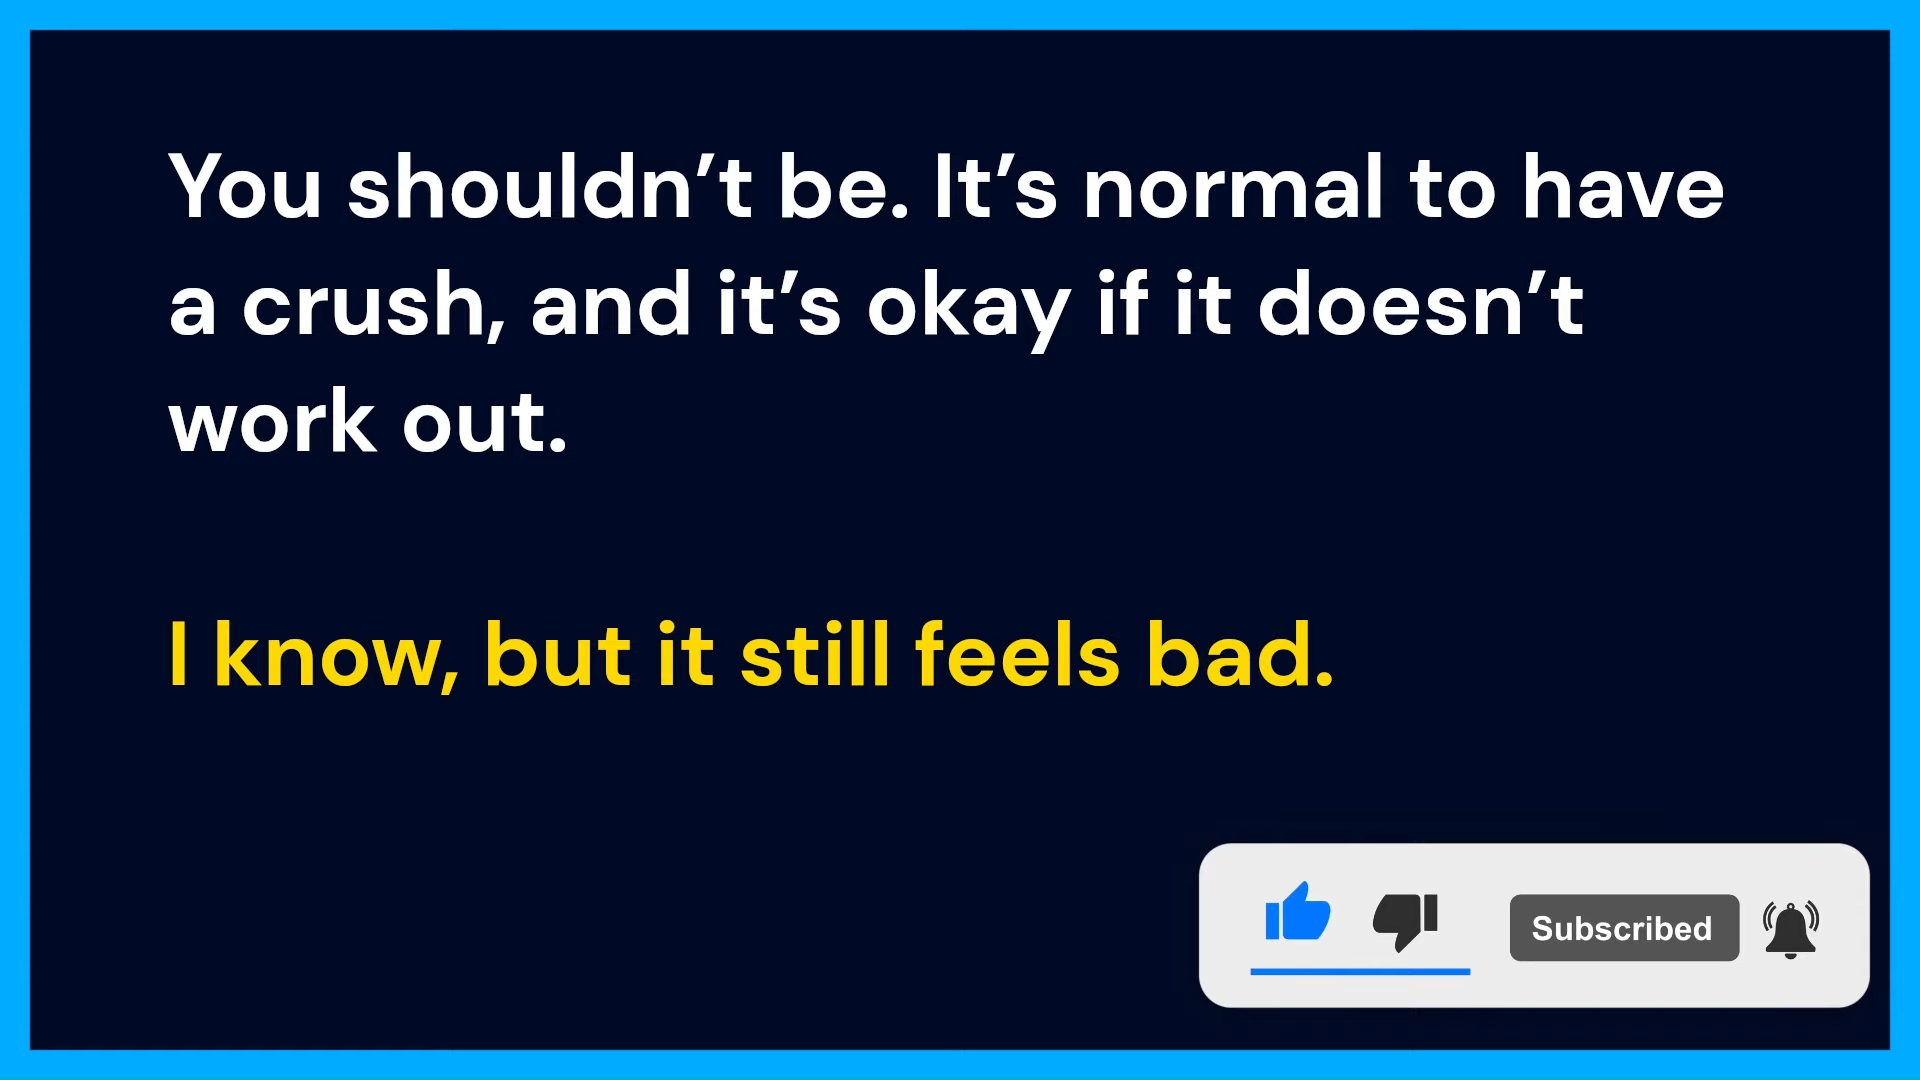 You shouldn’t be. It’s normal to have
a crush, and it’s okay if it doesn’t
work out.
I know, but it still feels bad.
Subscribed